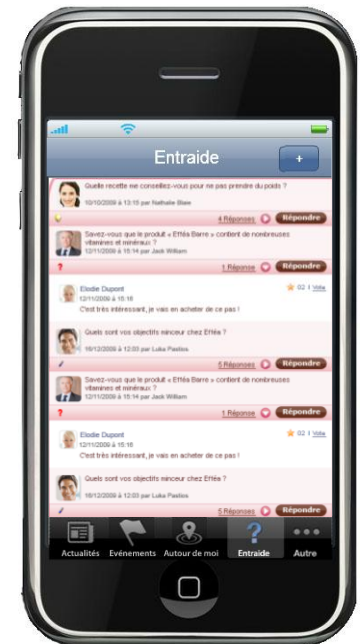 Entraide
+
Quelle recette me conseillez-vous pour ne pas prendre du poids ?
10/10/2009 à 13:15 par Nathalie Blare
4 Réponses Répondre
Savez-vous que le produit « Efféa Barre » contient de nombreuses
vitamines et minéraux ?
12/11/2009 à 15:14 par Jack William
1 Réponse Répondre
Elodie Dupont 02 I Vote
12/11/2009 à 15:16
C'est très intéressant, je vais en acheter de ce pas !
Quels sont vos objectifs minceur chez Efféa ?
16/12/2009 à 12:03 par Luka Pastios
5 Réponses Répondre
Savez-vous que le produit « Efféa Barre » contient de nombreuses
vitamines et minéraux ?
12/11/2009 à 15:14 par Jack William
1 Réponse Répondre
Elodie Dupont 02 I Vote
12/11/2009 à 15:16
C'est très intéressant, je vais en acheter de ce pas !
Quels sont vos objectifs minceur chez Efféa ?
16/12/2009 à 12:03 par Luka Pastios
5 Réponses Répondre
Actualités Evénements Autour de moi Entraide Autre